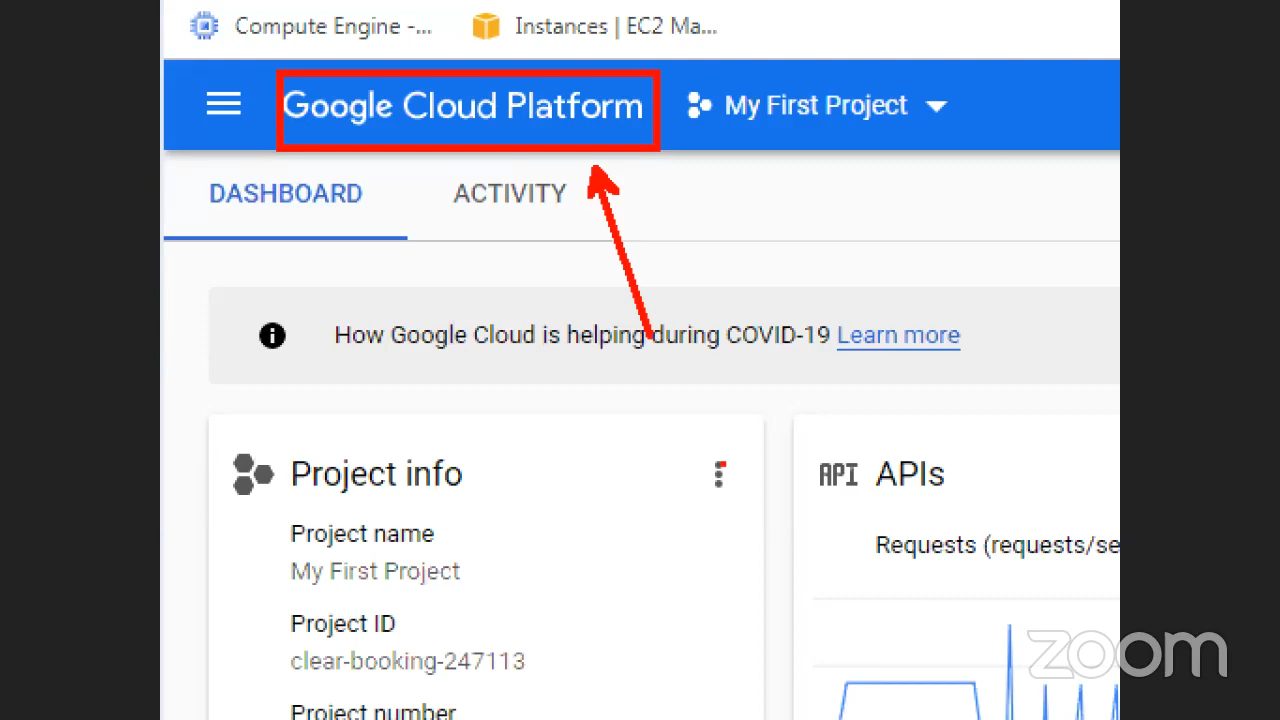 Compute Engine -...
Instances | EC2 Ma...
Google Cloud Platform
My First Project
DASHBOARD
ACTIVITY
How Google Cloud is helping during COVID-19 Learn more
Project info
Project name
My First Project
Project ID
clear-booking-247113
Project number
API APIs
Requests (requests/se
zoom